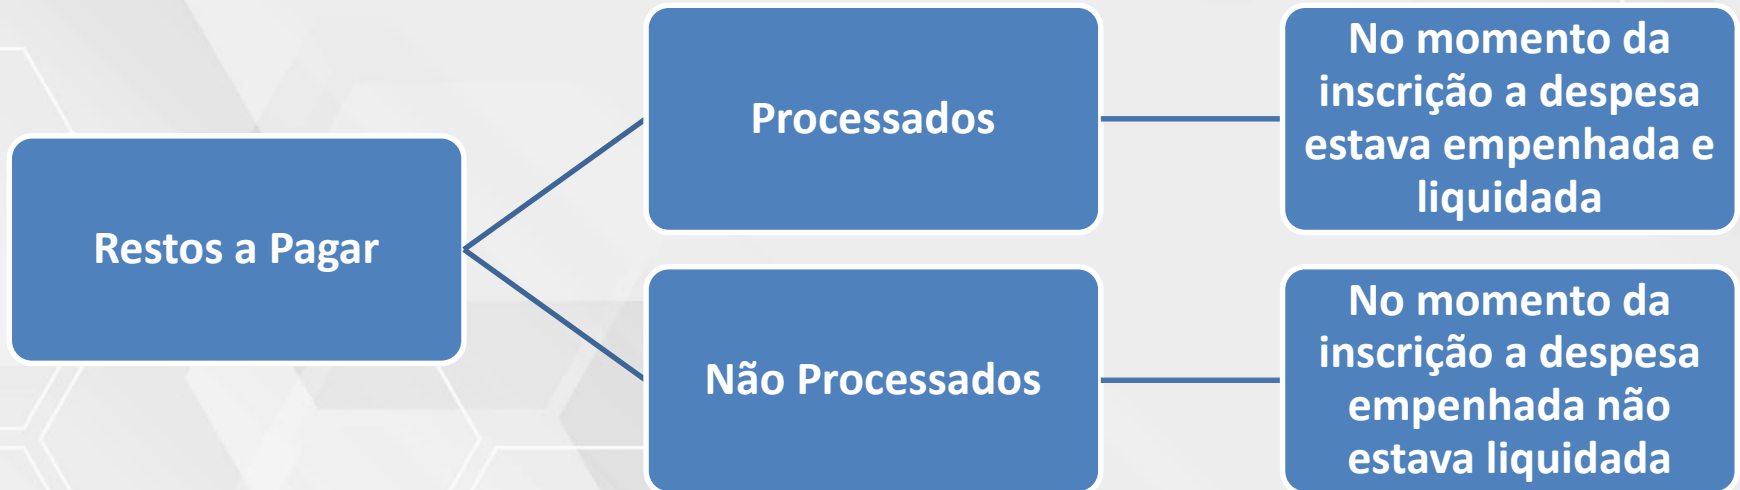 Restos a Pagar
Processados
No momento da
inscrição a despesa
estava empenhada e
liquidada
Não Processados
No momento da
inscrição a despesa
empenhada não
estava liquidada